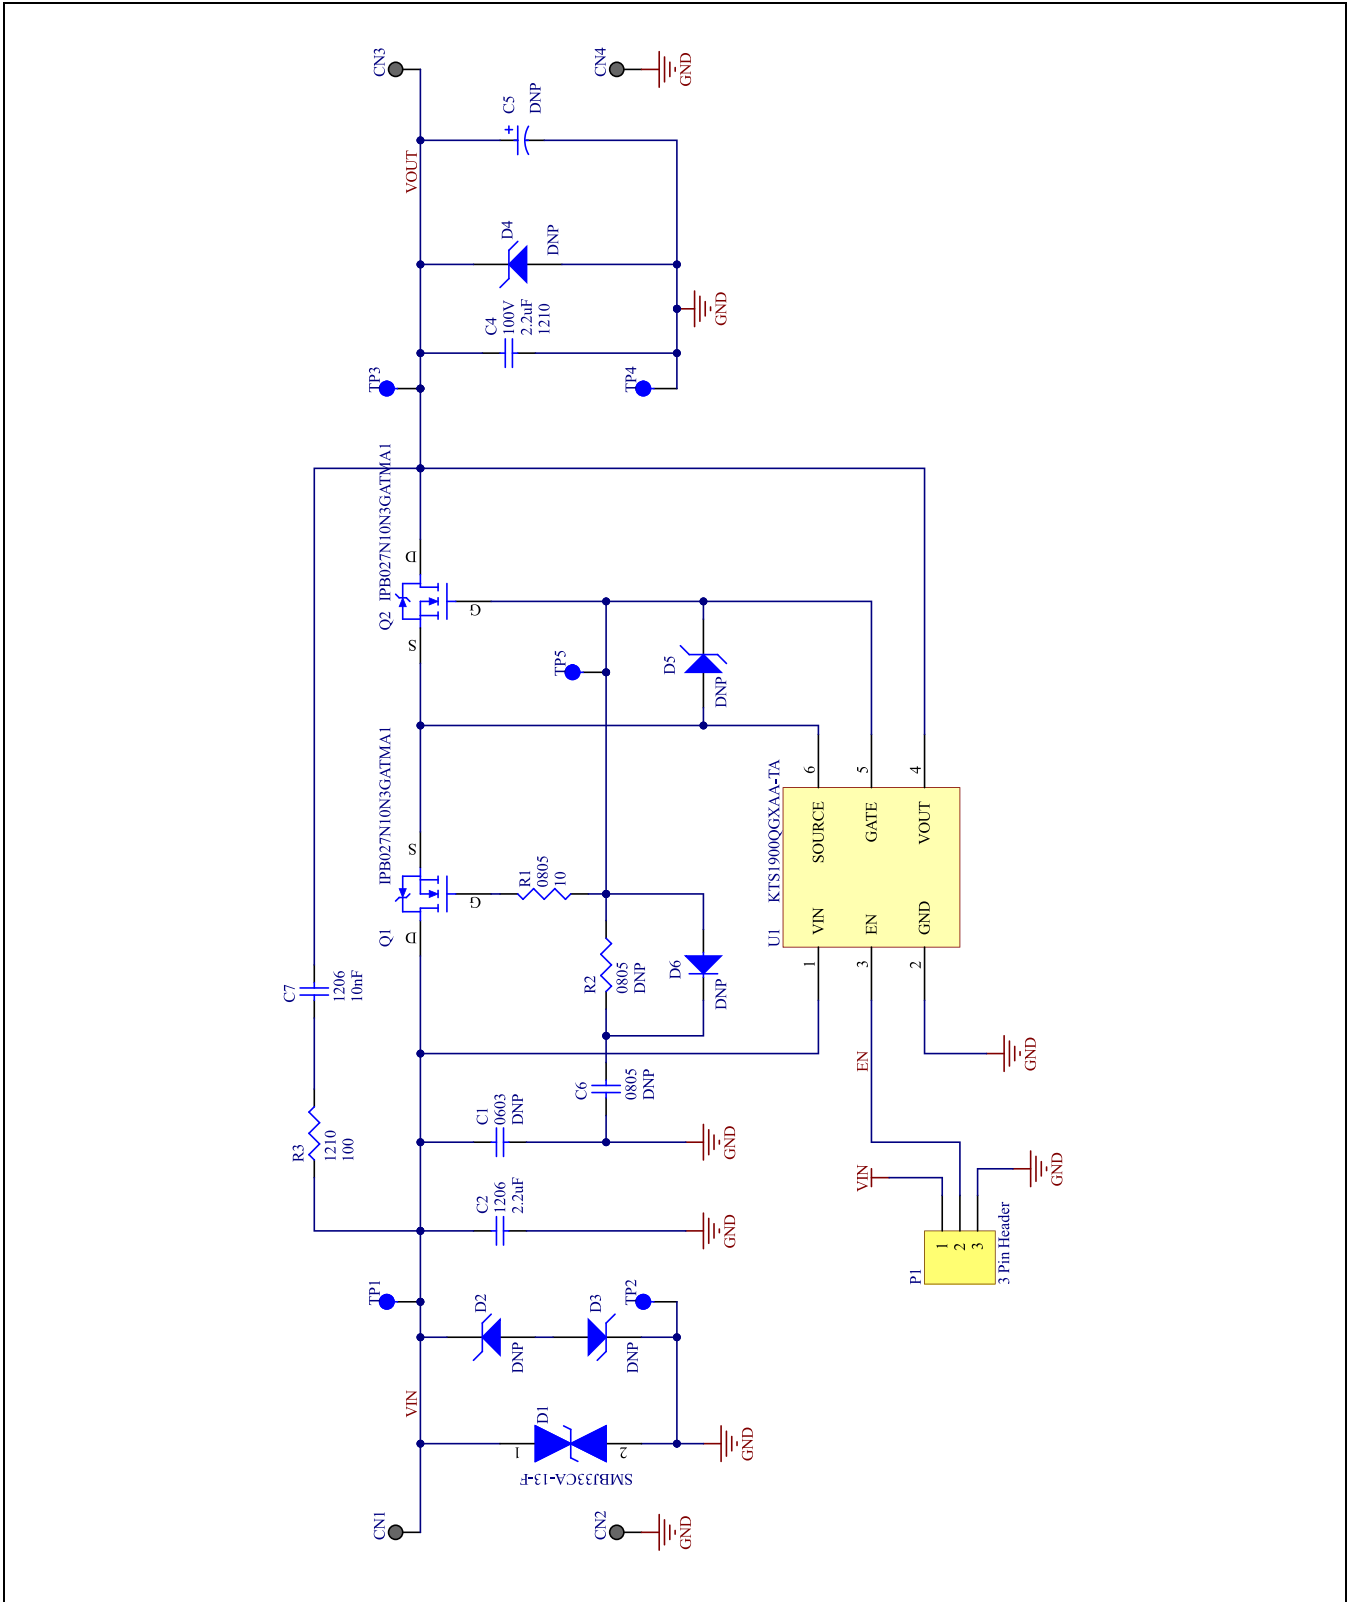 CN3
CN4
GND
C5
DNP
VOUT
D4
DNP
GND
C4
100V
2.2uF
1210
TP3
TP4
IPB027N10N3GATMA1
Q2
D
G
S
TP5
D5
DNP
IPB027N10N3GATMA1
Q1
S
G
D
R1
0805
10
R2
0805
DNP
D6
DNP
C7
1206
10nF
U1
KTS1900QGXAA-TA
SOURCE
GATE
VOUT
VIN
EN
GND
6
5
4
1
3
2
GND
EN
C6
0805
DNP
C1
0603
DNP
GND
R3
1210
100
C2
1206
2.2uF
GND
VIN
GND
P1
1
2
3
3 Pin Header
TP1
TP2
D2
DNP
D3
DNP
VIN
D1
1
2
SMBJ33CA-13-F
GND
CN1
CN2
GND